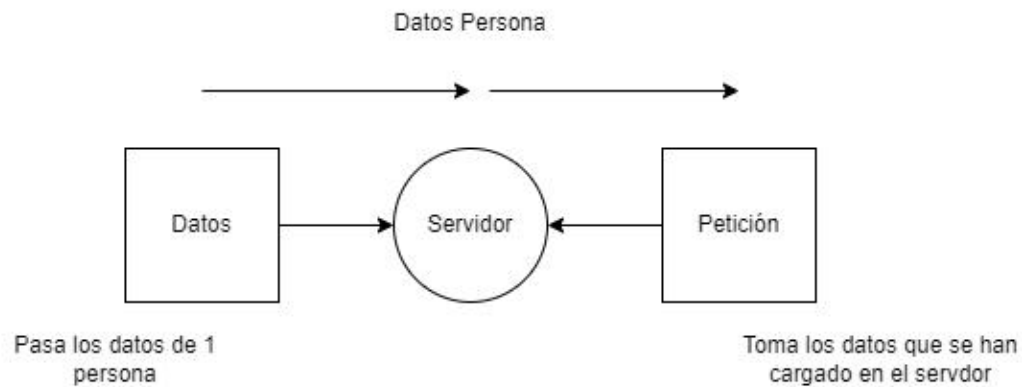 Datos Persona
Datos
Servidor
Petición
Pasa los datos de 1
persona
Toma los datos que se han
cargado en el servdor